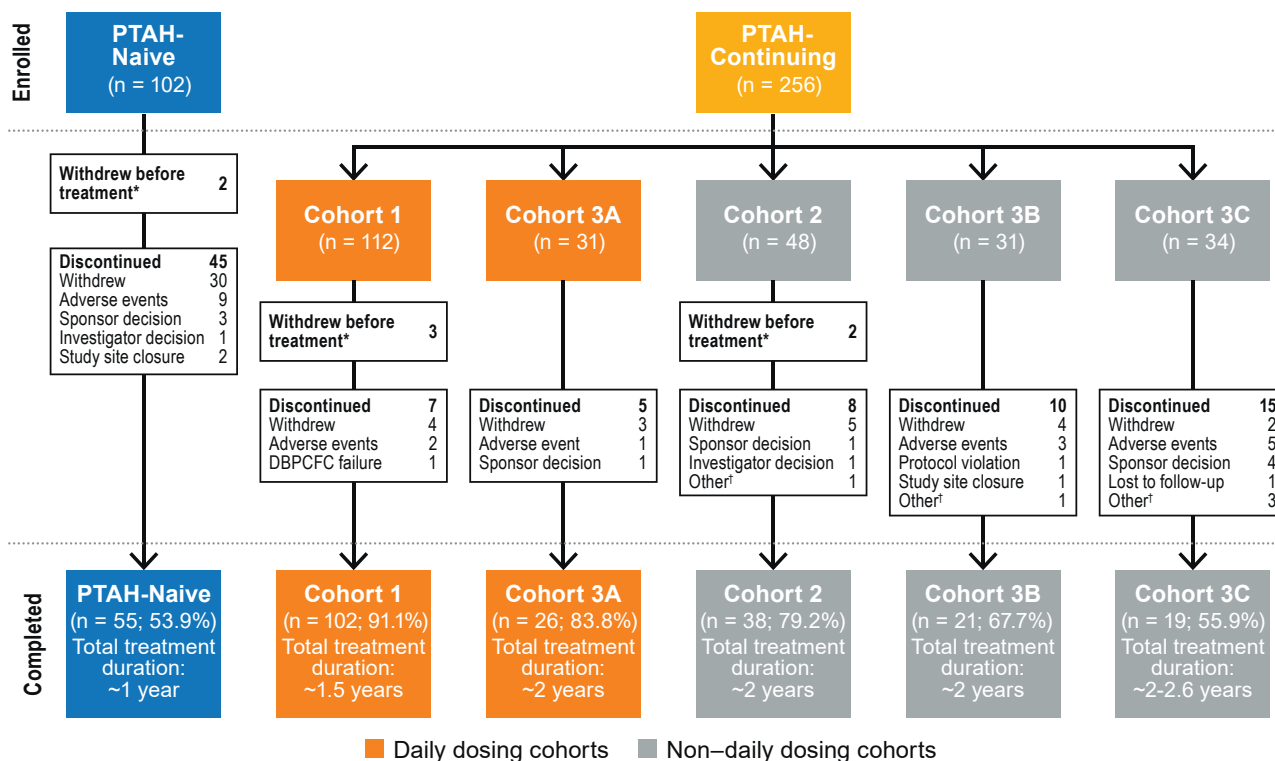 Enrolled
PTAH-
Naive
(n = 102)
PTAH-
Continuing
(n = 256)
Withdrew before
treatment* 2
Discontinued 45
Withdrew 30
Adverse events 9
Sponsor decision 3
Investigator decision 1
Study site closure 2
Cohort 1
(n = 112)
Cohort 3A
(n = 31)
Cohort 2
(n = 48)
Cohort 3B
(n = 31)
Cohort 3C
(n = 34)
Withdrew before
treatment* 3
Withdrew before
treatment* 2
Discontinued 7
Withdrew 4
Adverse events 2
DBPCFC failure 1
Discontinued 5
Withdrew 3
Adverse event 1
Sponsor decision 1
Discontinued 8
Withdrew 5
Sponsor decision 1
Investigator decision 1
Other† 1
Discontinued 10
Withdrew 4
Adverse events 3
Protocol violation 1
Study site closure 1
Other† 1
Discontinued 15
Withdrew 2
Adverse events 5
Sponsor decision 4
Lost to follow-up 1
Other† 3
Completed
PTAH-Naive
(n = 55; 53.9%)
Total treatment
duration:
~1 year
Cohort 1
(n = 102; 91.1%)
Total treatment
duration:
~1.5 years
Cohort 3A
(n = 26; 83.8%)
Total treatment
duration:
~2 years
Cohort 2
(n = 38; 79.2%)
Total treatment
duration:
~2 years
Cohort 3B
(n = 21; 67.7%)
Total treatment
duration:
~2 years
Cohort 3C
(n = 19; 55.9%)
Total treatment
duration:
~2-2.6 years
Daily dosing cohorts
Non–daily dosing cohorts